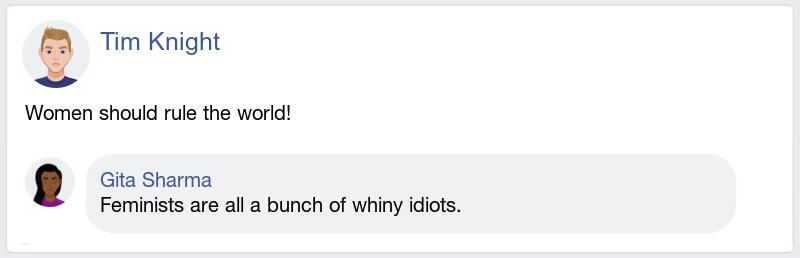 Tim Knight
Women should rule the world!
Gita Sharma
Feminists are all a bunch of whiny idiots.